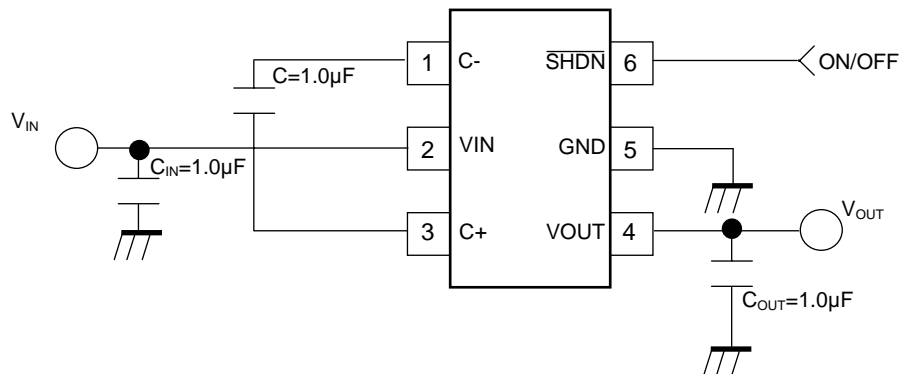 1 C- SHDN 6 ON/OFF
C=1.0µF
VIN
2 VIN GND 5
CIN=1.0µF
VOUT
3 C+ VOUT 4
COUT=1.0µF